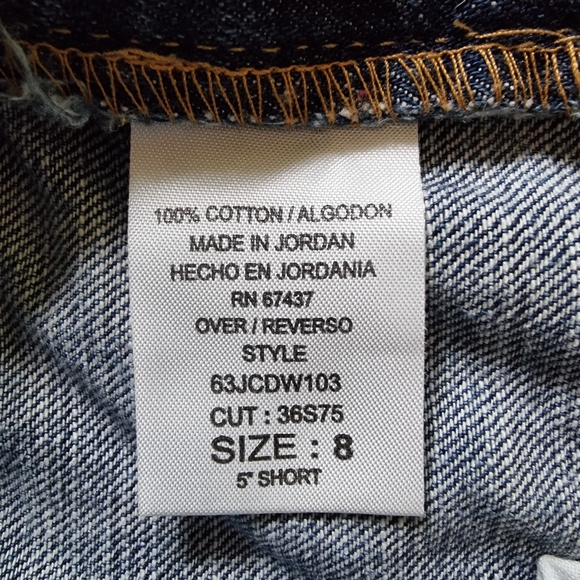 100% COTTON / ALGODON
MADE IN JORDAN
HECHO EN JORDANIA
RN 67437
OVER / REVERSO
STYLE
63JCDW103
CUT : 36S75
SIZE : 8
5" SHORT